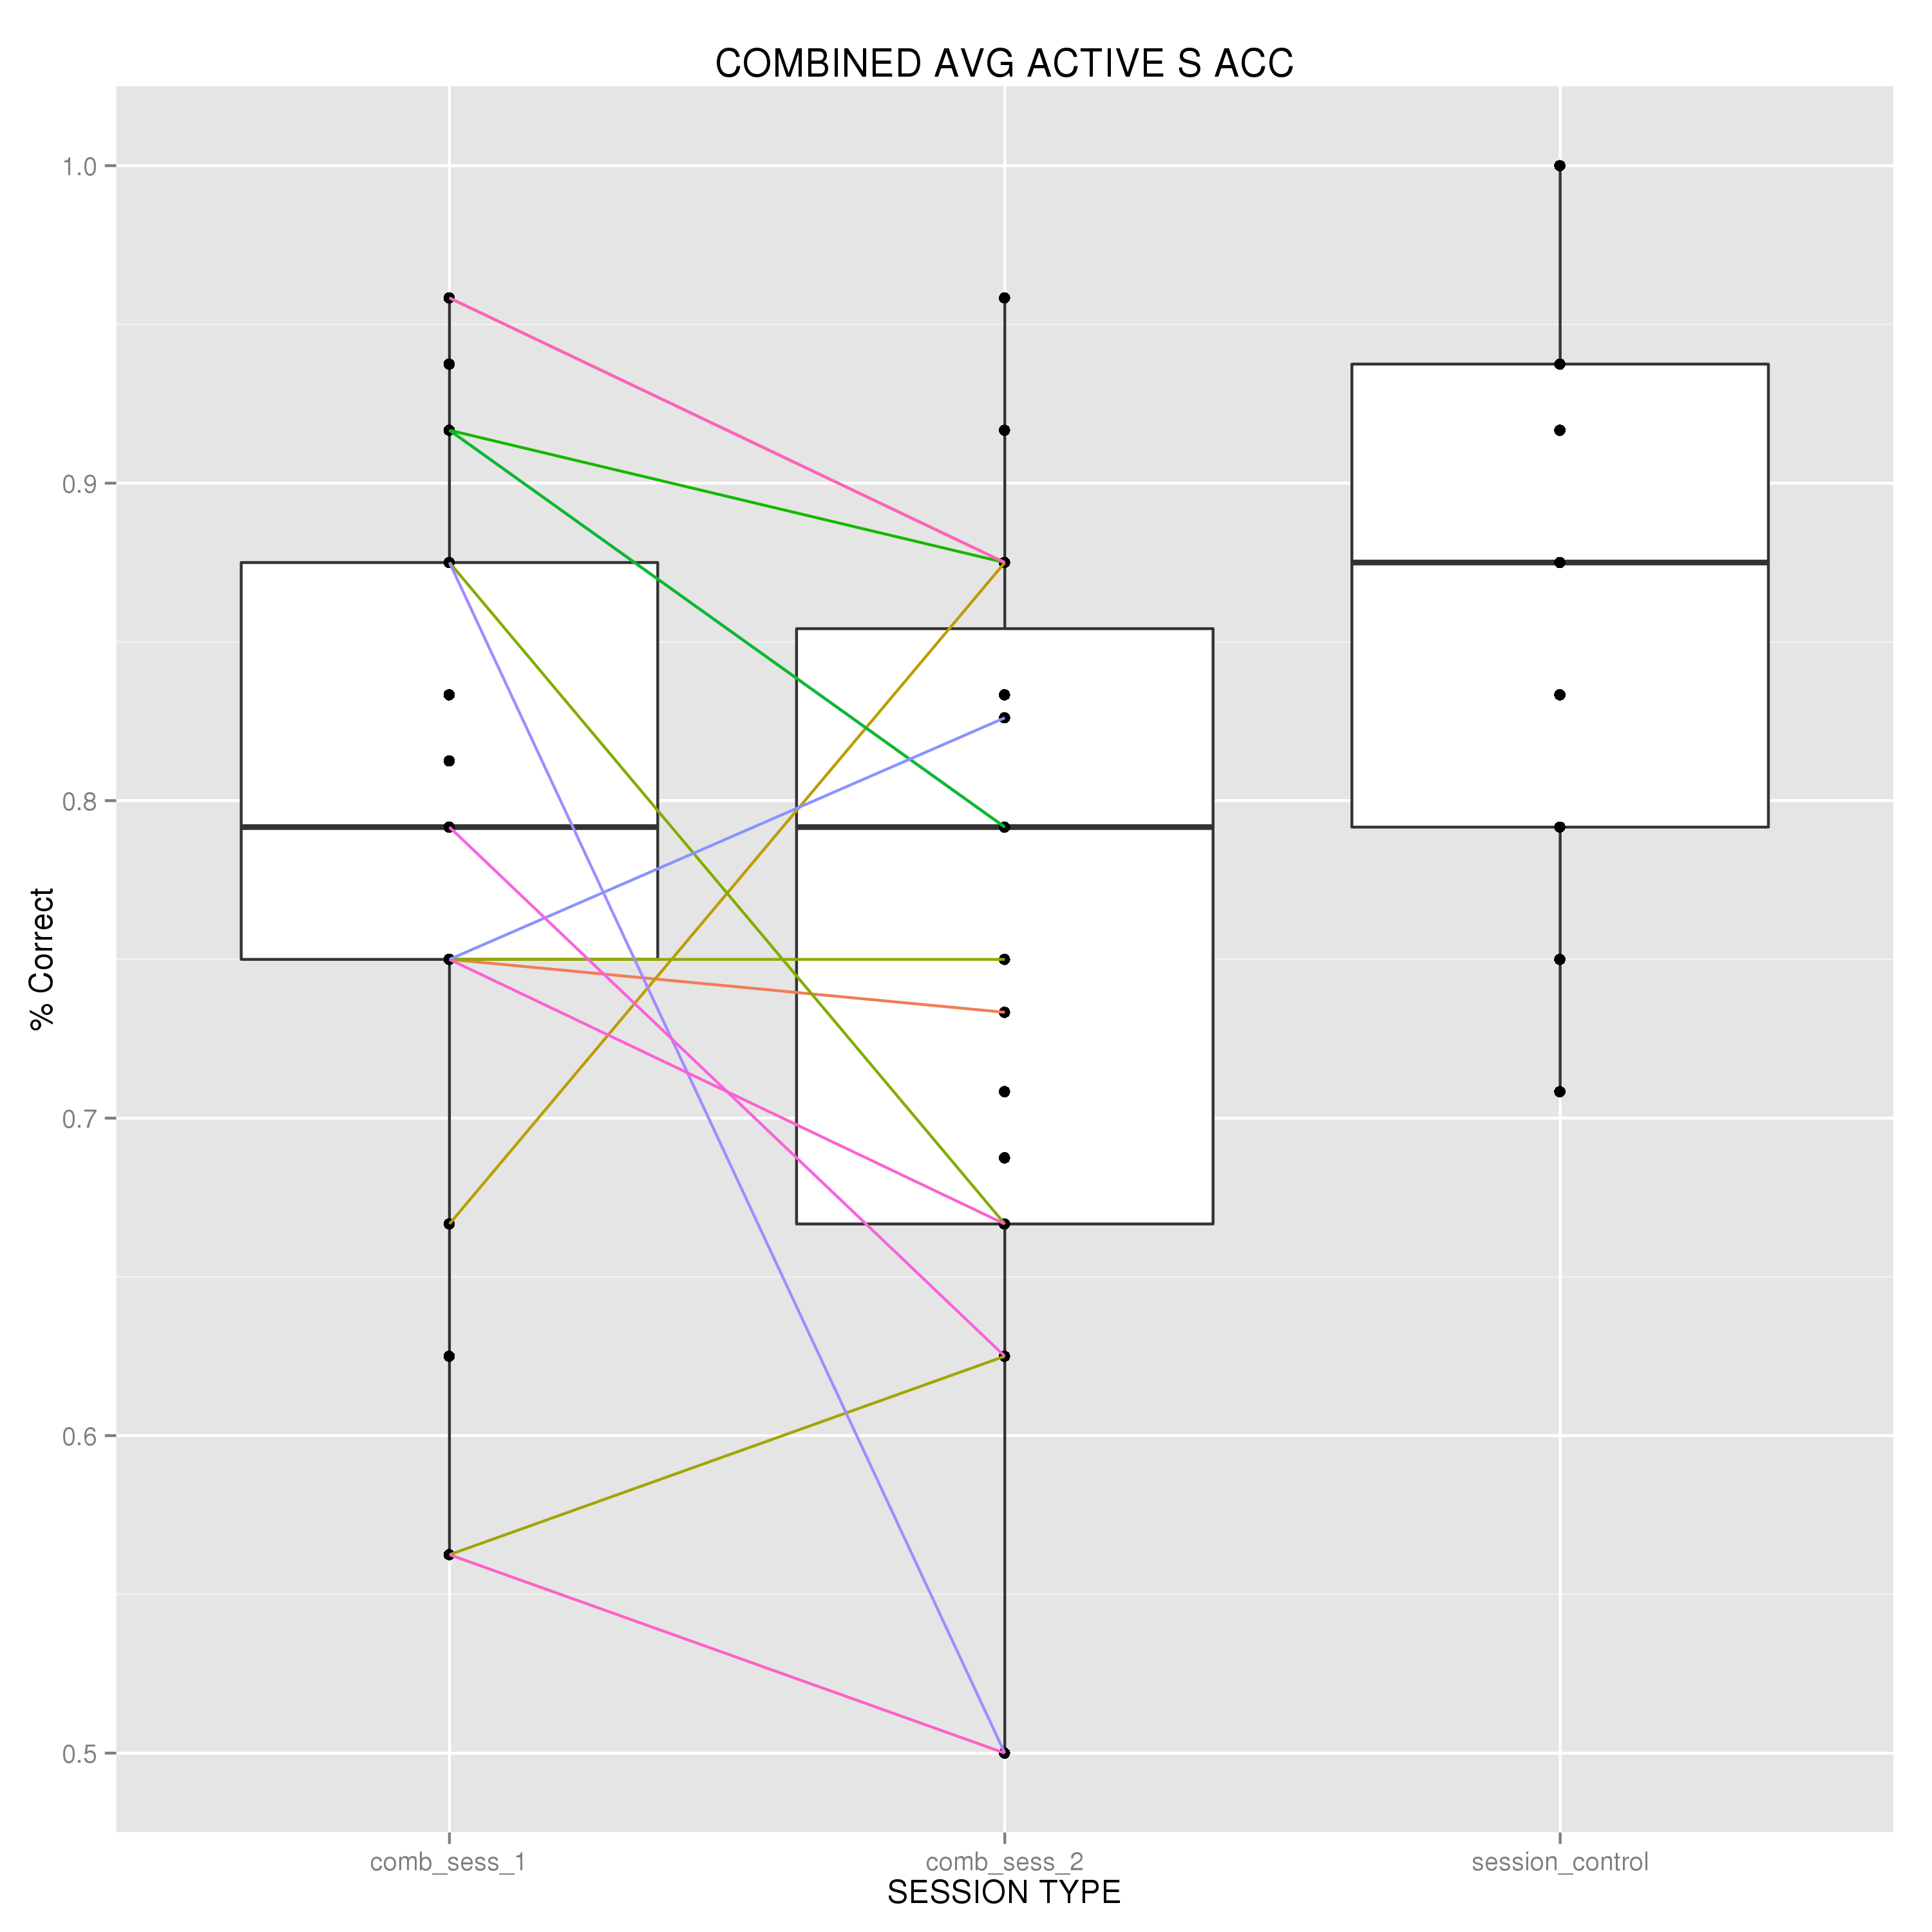 COMBINED AVG ACTIVE S ACC
1.0
0.9
0.8
0.7
0.6
0.5
% Correct
comb_sess_1 comb_sess_2 session_control
SESSION TYPE